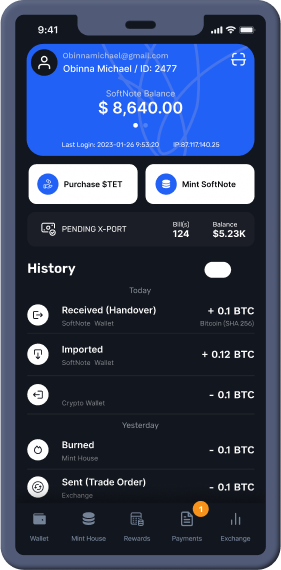 9:41
Obinnamichael@gmail.com
Obinna Michael / ID: 2477
SoftNote Balance
$ 8,640.00
Last Login: 2023-01-26 9:53:20 IP:87.117.140.25
Purchase $TET
Mint SoftNote
PENDING X-PORT
Bill(s)
124
Balance
$5.23K
History
Today
Received (Handover)
+ 0.1 BTC
SoftNote Wallet
Bitcoin (SHA 256)
Imported
SoftNote Wallet
+ 0.12 BTC
- 0.1 BTC
Crypto Wallet
Yesterday
Burned
Mint House
- 0.1 BTC
Sent (Trade Order)
Exchange
- 0.1 BTC
1
Wallet
Mint House
Rewards
Payments
Exchange